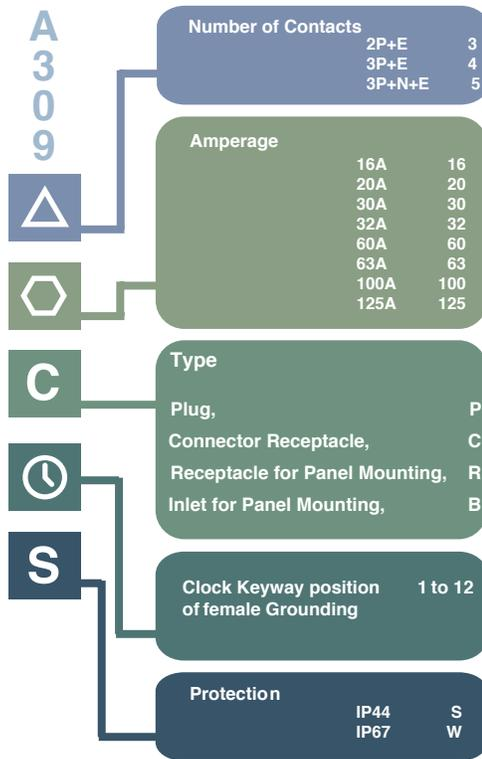 A
3
0
9
Number of Contacts
2P+E 3
3P+E 4
3P+N+E 5
Amperage
16A 16
20A 20
30A 30
32A 32
60A 60
63A 63
100A 100
125A 125
C
Type
Plug, P
Connector Receptacle, C
Receptacle for Panel Mounting, R
Inlet for Panel Mounting, B
Clock Keyway position 1 to 12
of female Grounding
S
Protection
IP44 S
IP67 W